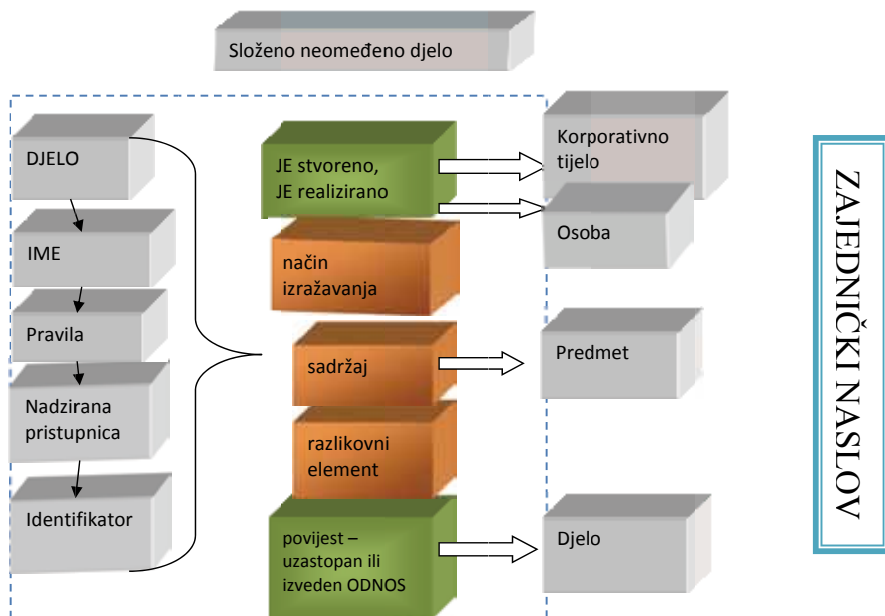 Složeno neomeđeno djelo
DJELO
IME
Pravila
Nadzirana
pristupnica
Identifikator
JE stvoreno,
JE realizirano
način
izražavanja
sadržaj
razlikovni
element
povijest –
uzastopan ili
izveden ODNOS
Korporativno
tijelo
Osoba
Predmet
Djelo
ZAJEDNIČKI NASLOV